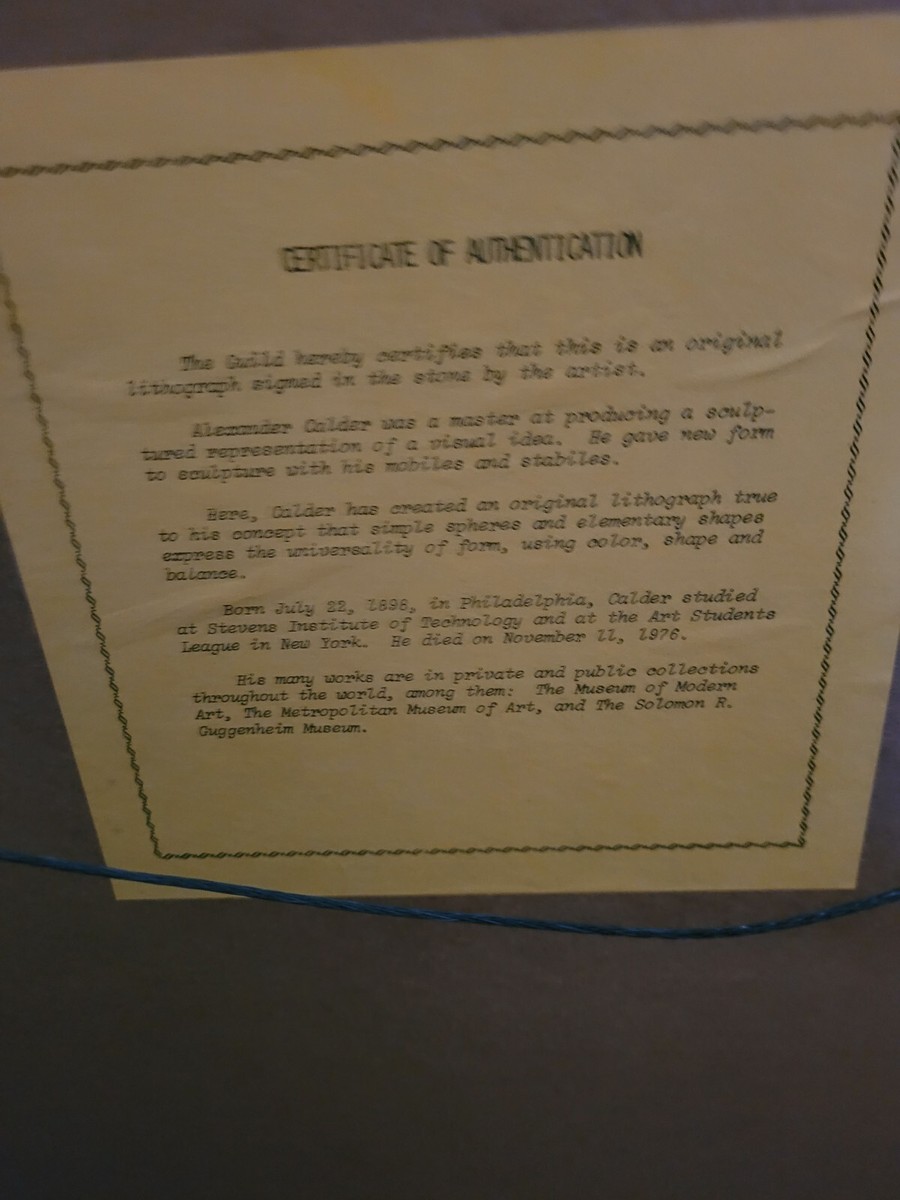 CERTIFICATE OF AUTHENTICATION
The Guild hereby certifies that this is an original
lithograph signed in the stone by the artist.
Alexander Calder was a master at producing a sculp-
tured representation of a visual idea. He gave new form
to sculpture with his mobiles and stabiles.
Here, Calder has created an original lithograph true
to his concept that simple spheres and elementary shapes
express the universality of form, using color, shape and
balance.
Born July 22, 1898, in Philadelphia, Calder studied
at Stevens Institute of Technology and at the Art Students
League in New York. He died on November 11, 1976.
His many works are in private and public collections
throughout the world, among them: The Museum of Modern
Art, The Metropolitan Museum of Art, and The Solomon R.
Guggenheim Museum.